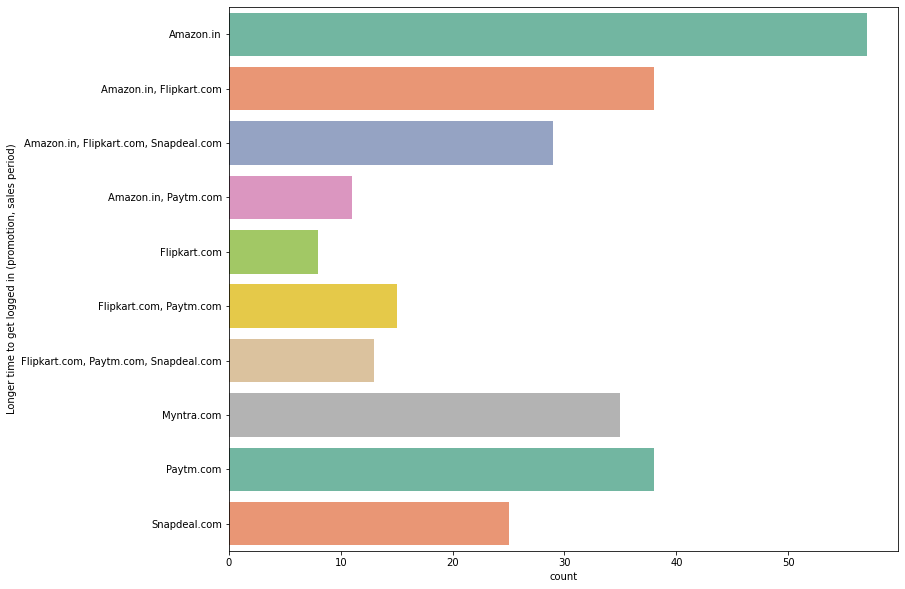 Longer time to get logged in (promotion, sales period)
Amazon.in
Amazon.in, Flipkart.com
Amazon.in, Flipkart.com, Snapdeal.com
Amazon.in, Paytm.com
Flipkart.com
Flipkart.com, Paytm.com
Flipkart.com, Paytm.com, Snapdeal.com
Myntra.com
Paytm.com
Snapdeal.com
0 10 20 30 40 50
count